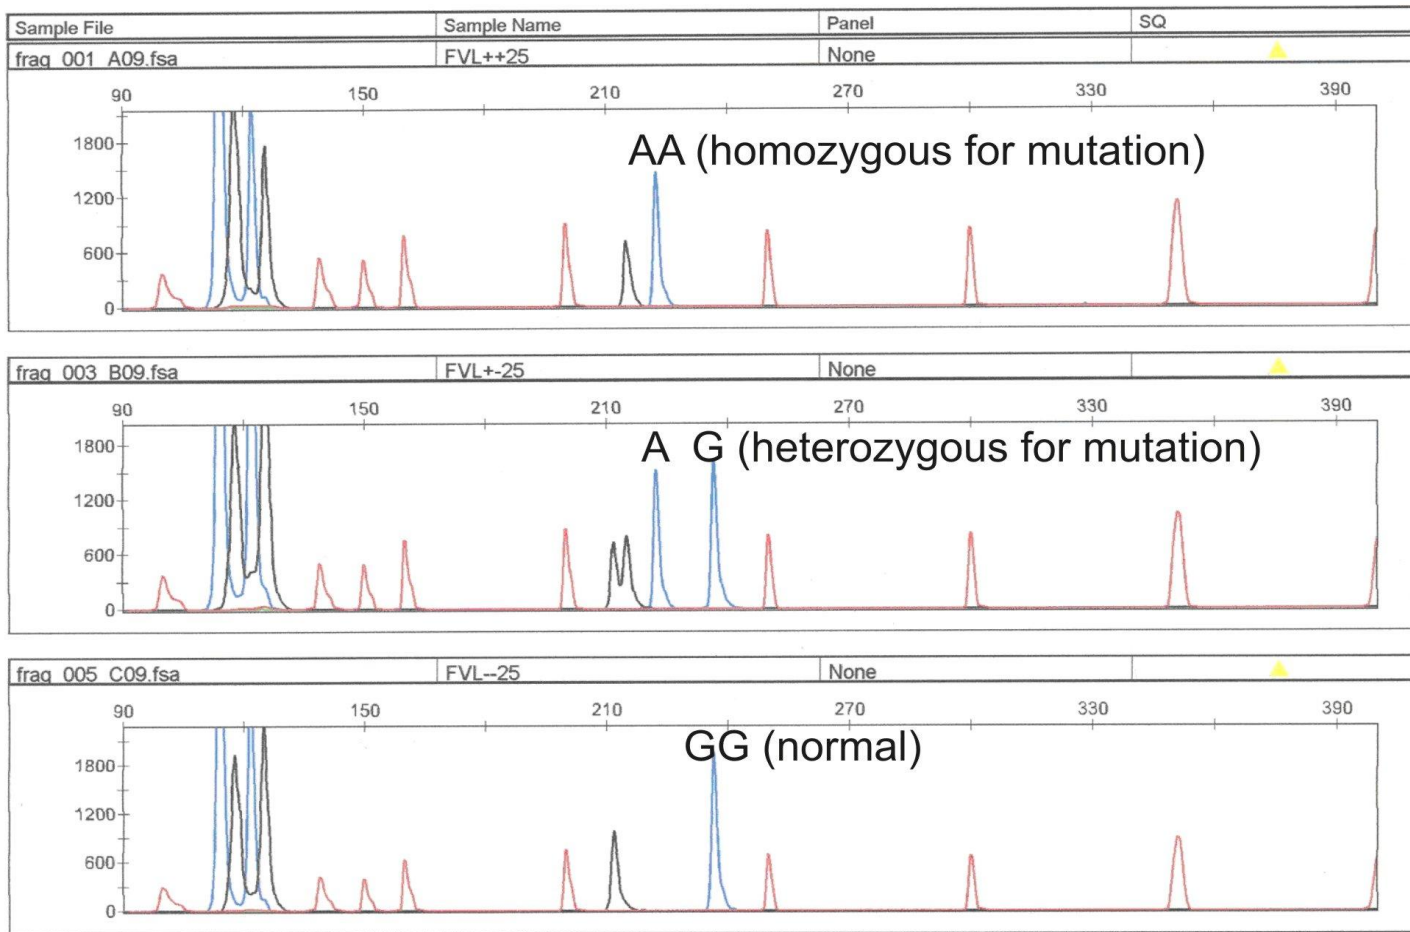 Sample File Sample Name Panel SQ
frag_001_A09.fsa FVL++25 None
90 150 210 270 330 390
AA (homozygous for mutation)
1800
1200
600
0
frag_003_B09.fsa FVL+-25 None
90 150 210 270 330 390
A G (heterozygous for mutation)
1800
1200
600
0
frag_005_C09.fsa FVL--25 None
90 150 210 270 330 390
GG (normal)
1800
1200
600
0